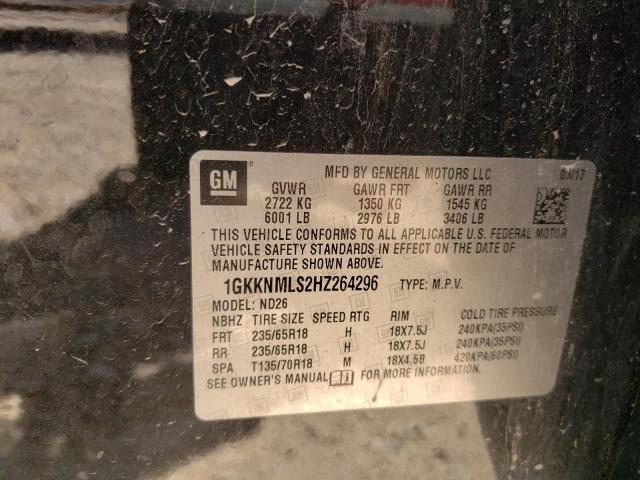 MFD BY GENERAL MOTORS LLC
GM ®
GVWR GAWR FRT GAWR RR
2722 KG 1350 KG 1545 KG
6001 LB 2976 LB 3406 LB
THIS VEHICLE CONFORMS TO ALL APPLICABLE U.S. FEDERAL MOTOR
VEHICLE SAFETY STANDARDS IN EFFECT ON THE DATE OF
MANUFACTURE SHOWN ABOVE.
1GKKNMLS2HZ264296 TYPE: M.P.V.
MODEL: ND26
NBHZ TIRE SIZE SPEED RTG RIM COLD TIRE PRESSURE
FRT 235/65R18 H 18X7.5J 240KPA(35PSI)
RR 235/65R18 H 18X7.5J 240KPA(35PSI)
SPA T135/70R18 M 18X4.5B 420KPA(60PSI)
SEE OWNER'S MANUAL FOR MORE INFORMATION.